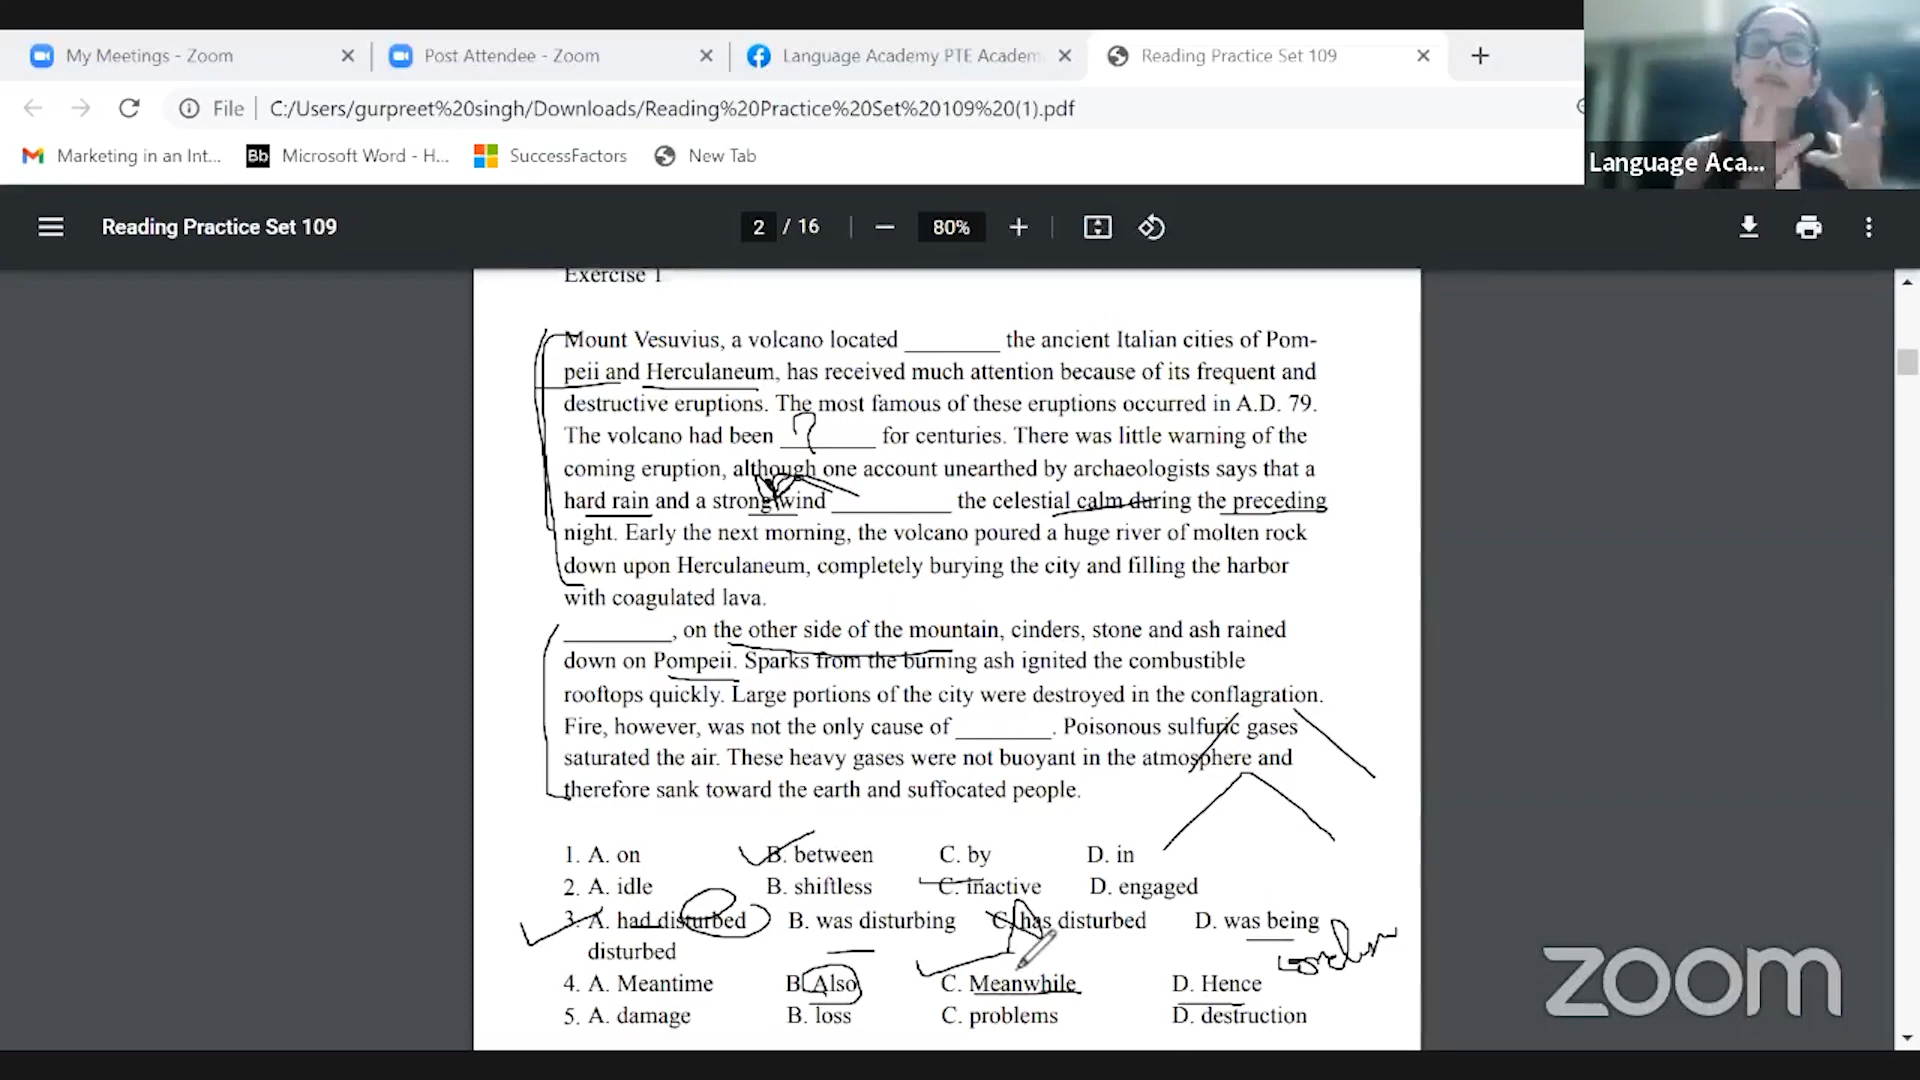 My Meetings - Zoom
Post Attendee - Zoom
Language Academy PTE Academ
Reading Practice Set 109
File
C:/Users/gurpreet%20singh/Downloads/Reading%20Practice%20Set%20109%20(1).pdf
Marketing in an Int...
Bb Microsoft Word - H...
SuccessFactors
New Tab
Language Aca...
Reading Practice Set 109
2 / 16
80%
Exercise 1
Mount Vesuvius, a volcano located ________ the ancient Italian cities of Pom-
peii and Herculaneum, has received much attention because of its frequent and
destructive eruptions. The most famous of these eruptions occurred in A.D. 79.
The volcano had been ________ for centuries. There was little warning of the
coming eruption, although one account unearthed by archaeologists says that a
hard rain and a strong wind __________ the celestial calm during the preceding
night. Early the next morning, the volcano poured a huge river of molten rock
down upon Herculaneum, completely burying the city and filling the harbor
with coagulated lava.
_________, on the other side of the mountain, cinders, stone and ash rained
down on Pompeii. Sparks from the burning ash ignited the combustible
rooftops quickly. Large portions of the city were destroyed in the conflagration.
Fire, however, was not the only cause of ________. Poisonous sulfuric gases
saturated the air. These heavy gases were not buoyant in the atmosphere and
therefore sank toward the earth and suffocated people.
1. A. on B. between C. by D. in
2. A. idle B. shiftless C. inactive D. engaged
3. A. had disturbed B. was disturbing C. has disturbed D. was being
disturbed
4. A. Meantime B. Also C. Meanwhile D. Hence
5. A. damage B. loss C. problems D. destruction
zoom